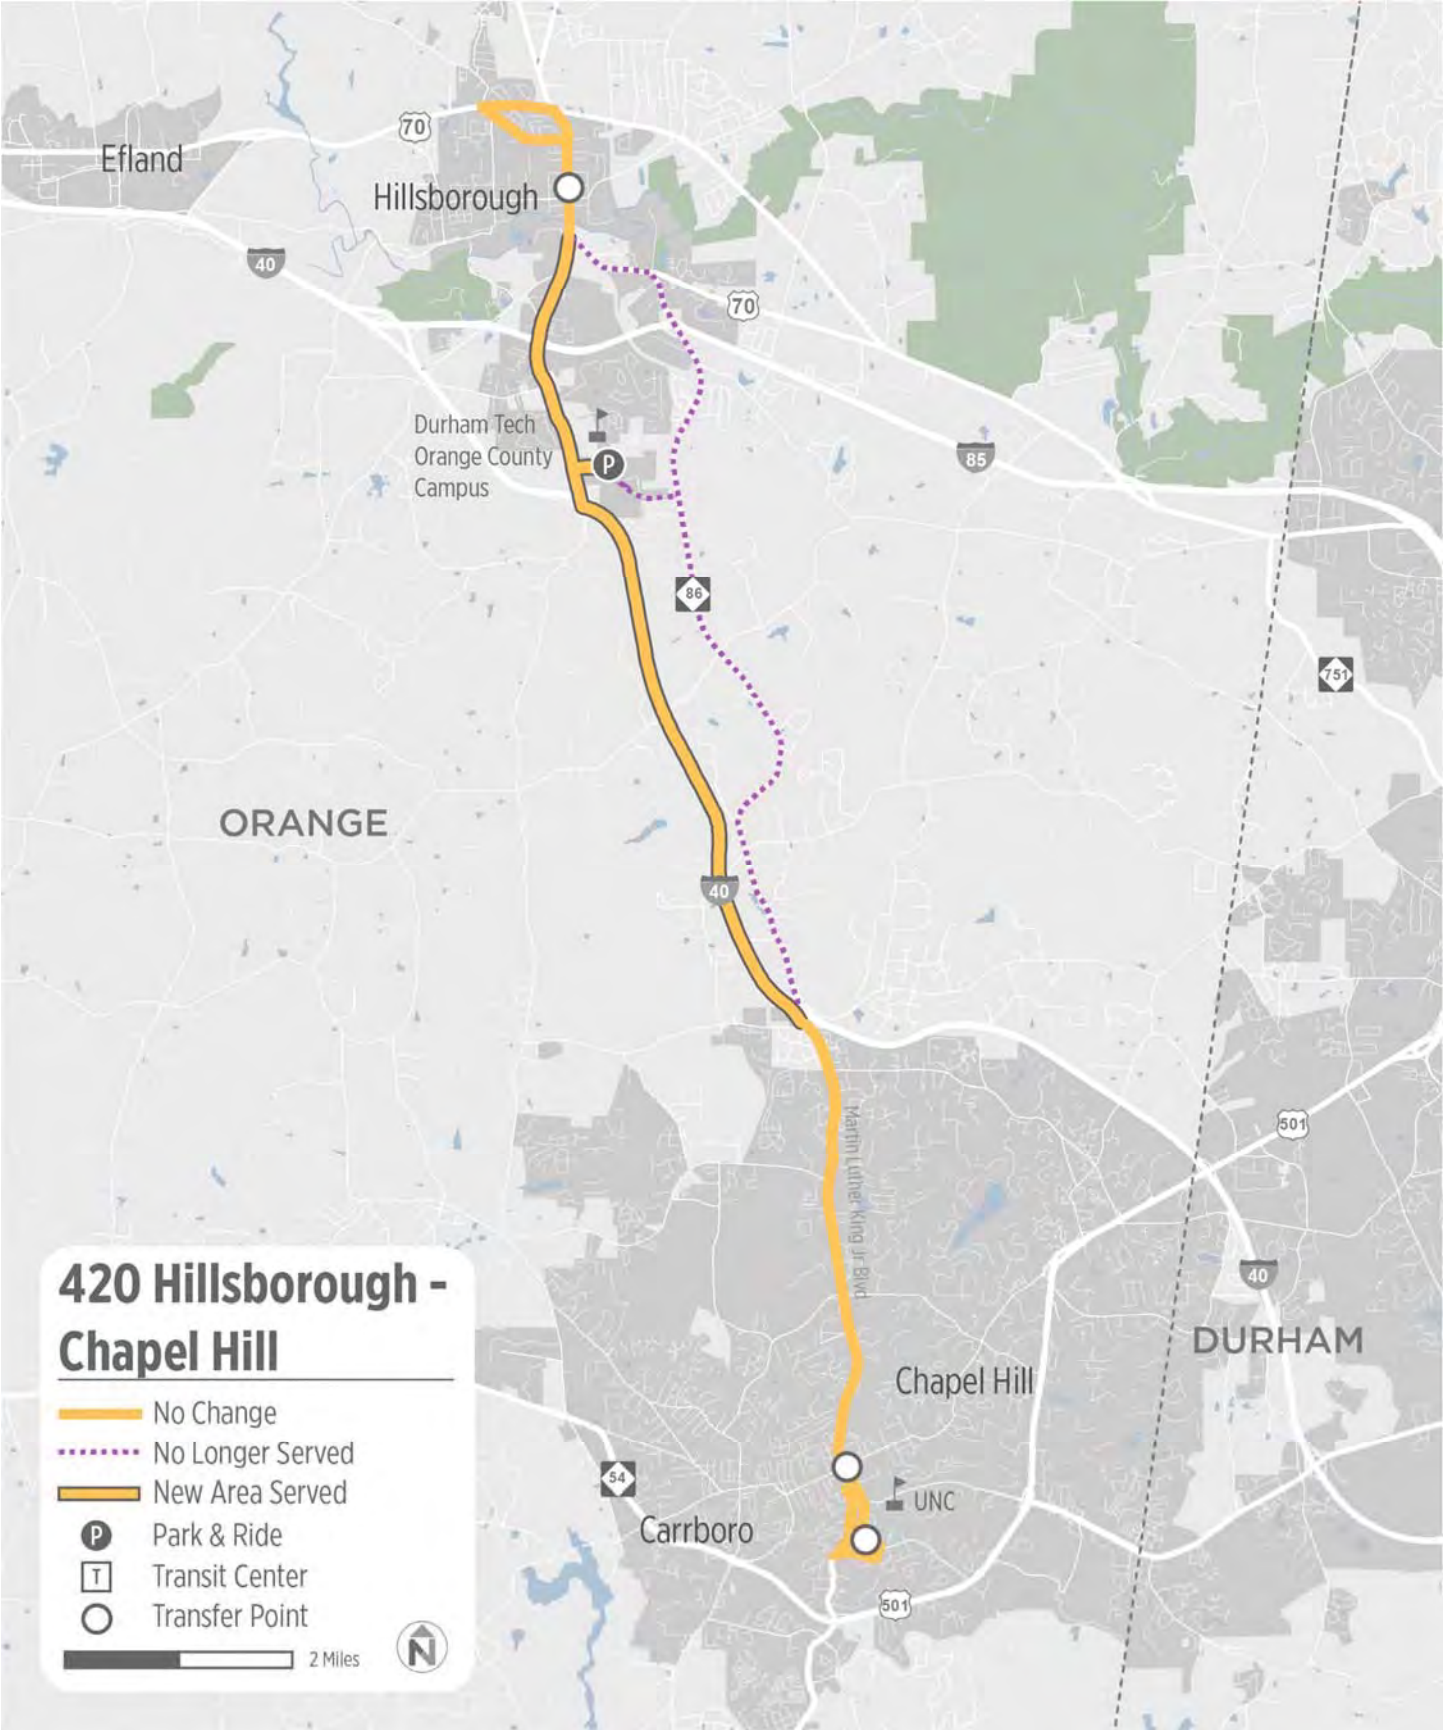 70
Efland
Hillsborough
40
70
Durham Tech
Orange County
Campus
P
85
86
751
ORANGE
40
501
Martin Luther King Jr Blvd
40
DURHAM
Chapel Hill
54
UNC
Carrboro
501
420 Hillsborough -
Chapel Hill
No Change
No Longer Served
New Area Served
P Park & Ride
T Transit Center
Transfer Point
2 Miles
N